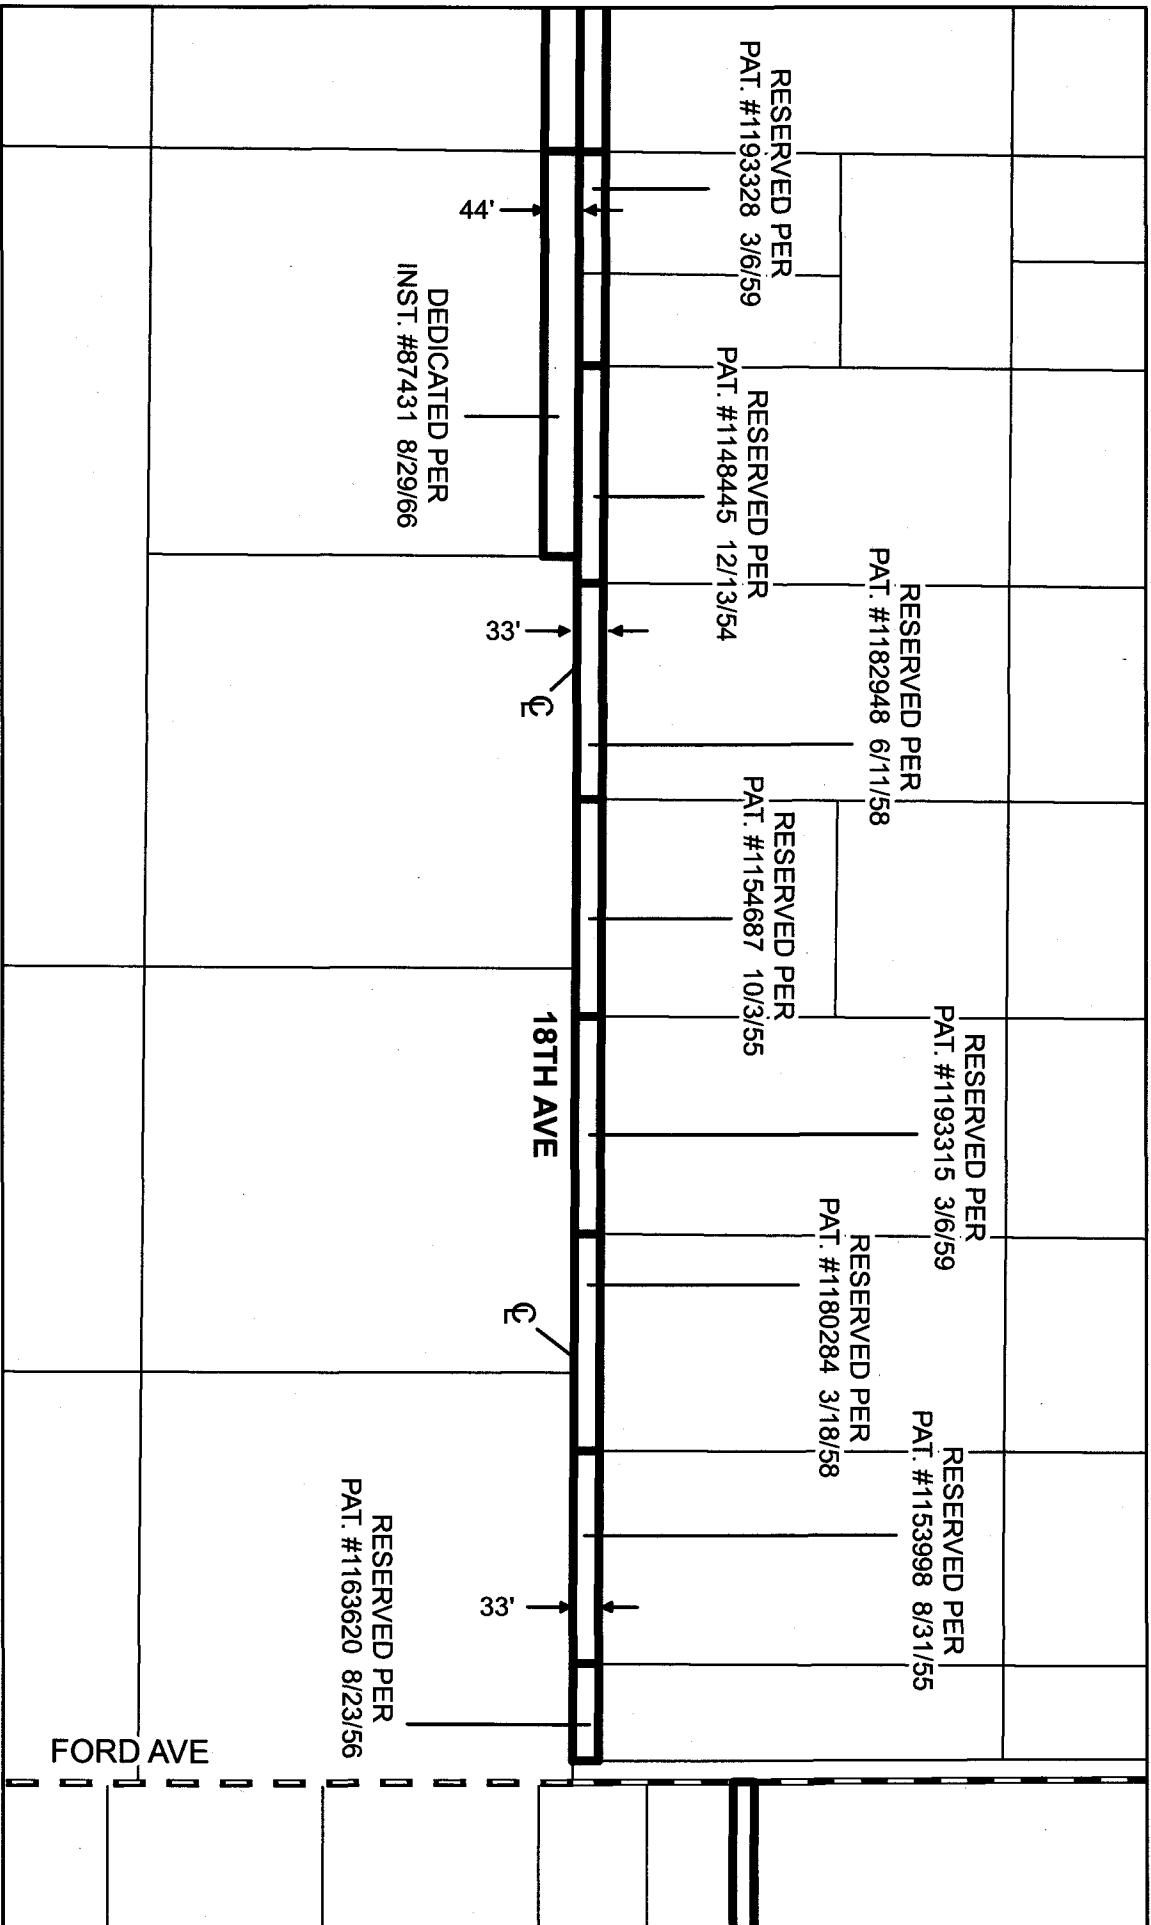 RESERVED PER
PAT. #1193328 3/6/59
44'
DEDICATED PER
INST. #87431 8/29/66
RESERVED PER
PAT. #1148445 12/13/54
33'
℄
RESERVED PER
PAT. #1182948 6/11/58
RESERVED PER
PAT. #1154687 10/3/55
18TH AVE
RESERVED PER
PAT. #1193315 3/6/59
RESERVED PER
PAT. #1180284 3/18/58
℄
RESERVED PER
PAT. #1153998 8/31/55
33'
RESERVED PER
PAT. #1163620 8/23/56
FORD AVE